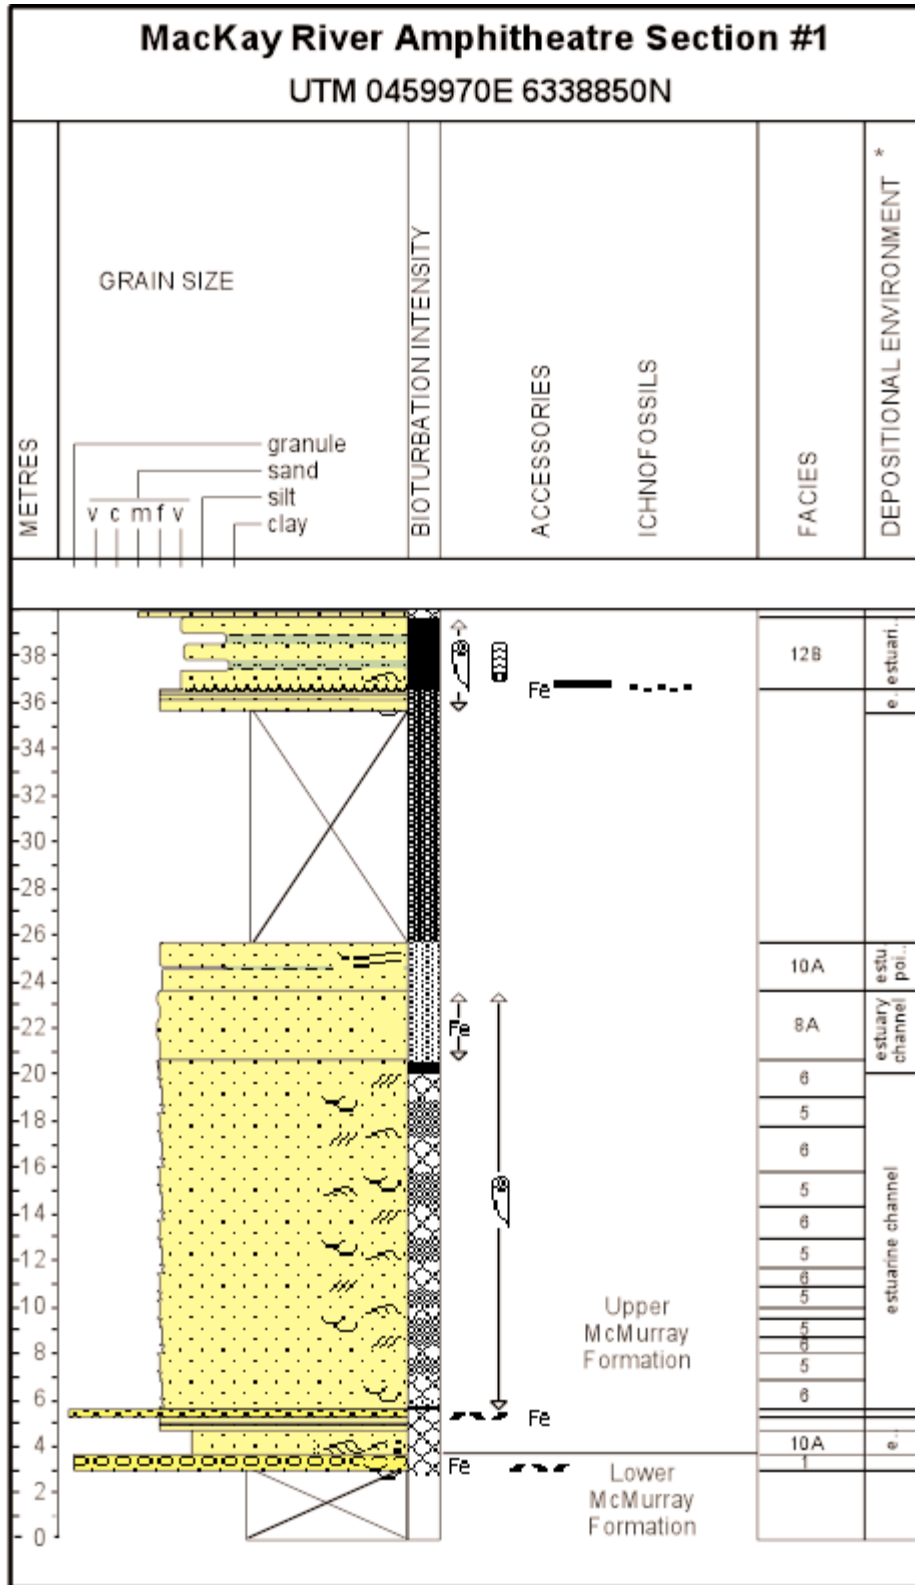 MacKay River Amphitheatre Section #1
UTM 0459970E 6338850N
METRES
GRAIN SIZE
granule
sand
silt
clay
v c m f v
BIOTURBATION INTENSITY
ACCESSORIES
ICHNOFOSSILS
FACIES
DEPOSITIONAL ENVIRONMENT *
38
36
34
32
30
28
26
24
22
20
18
16
14
12
10
8
6
4
2
0
Fe
Fe
Fe
Fe
Upper
McMurray
Formation
Lower
McMurray
Formation
12B
10A
8A
6
5
6
5
6
5
6
5
5
6
5
6
10A
1
e. estuari..
e.
estu.
poi..
estuary
channel
estuarine channel
e.